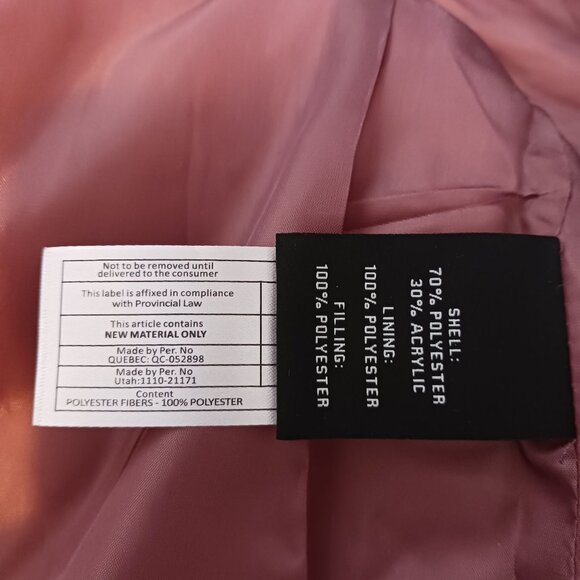 Not to be removed until
delivered to the consumer
This label is affixed in compliance
with Provincial Law
This article contains
NEW MATERIAL ONLY
Made by Per. No
QUEBEC: QC-052898
Made by Per. No
Utah:1110-21171
Content
POLYESTER FIBERS - 100% POLYESTER
SHELL:
70% POLYESTER
30% ACRYLIC
LINING:
100% POLYESTER
FILLING:
100% POLYESTER